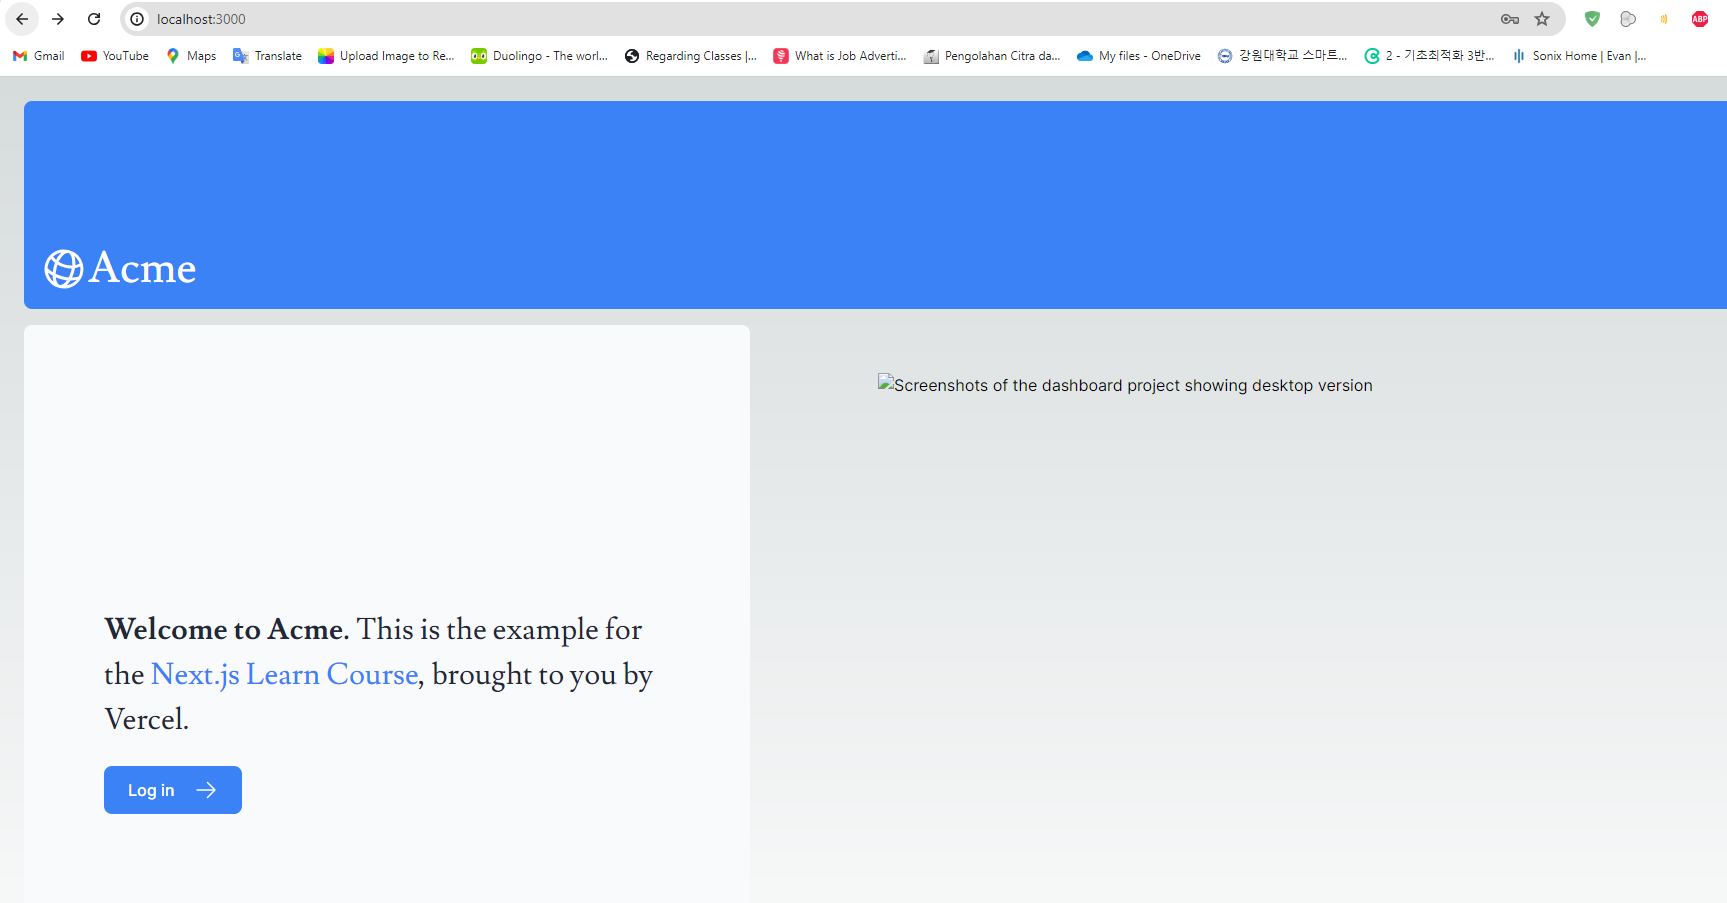 localhost:3000
Gmail YouTube Maps Translate Upload Image to Re... Duolingo - The worl... Regarding Classes |... What is Job Adverti... Pengolahan Citra da... My files - OneDrive 강원대학교 스마트... 2 - 기초최적화 3반... Sonix Home | Evan |...
ABP
Acme
Screenshots of the dashboard project showing desktop version
Welcome to Acme. This is the example for
the Next.js Learn Course, brought to you by
Vercel.
Log in